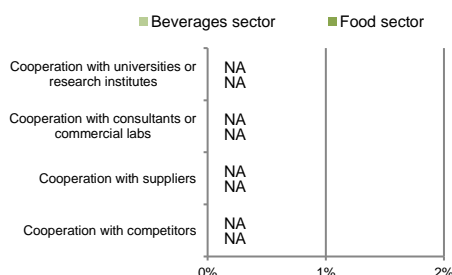 Beverages sector Food sector
Cooperation with universities or
research institutes
NA
NA
Cooperation with consultants or
commercial labs
NA
NA
Cooperation with suppliers
NA
NA
Cooperation with competitors
NA
NA
0% 1% 2%